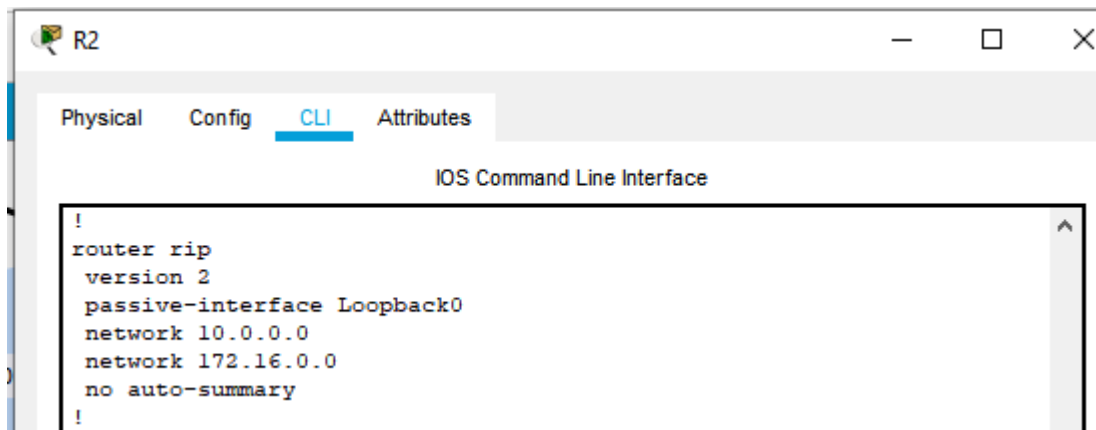 R2
Physical Config CLI Attributes
IOS Command Line Interface
!
router rip
 version 2
 passive-interface Loopback0
 network 10.0.0.0
 network 172.16.0.0
 no auto-summary
!